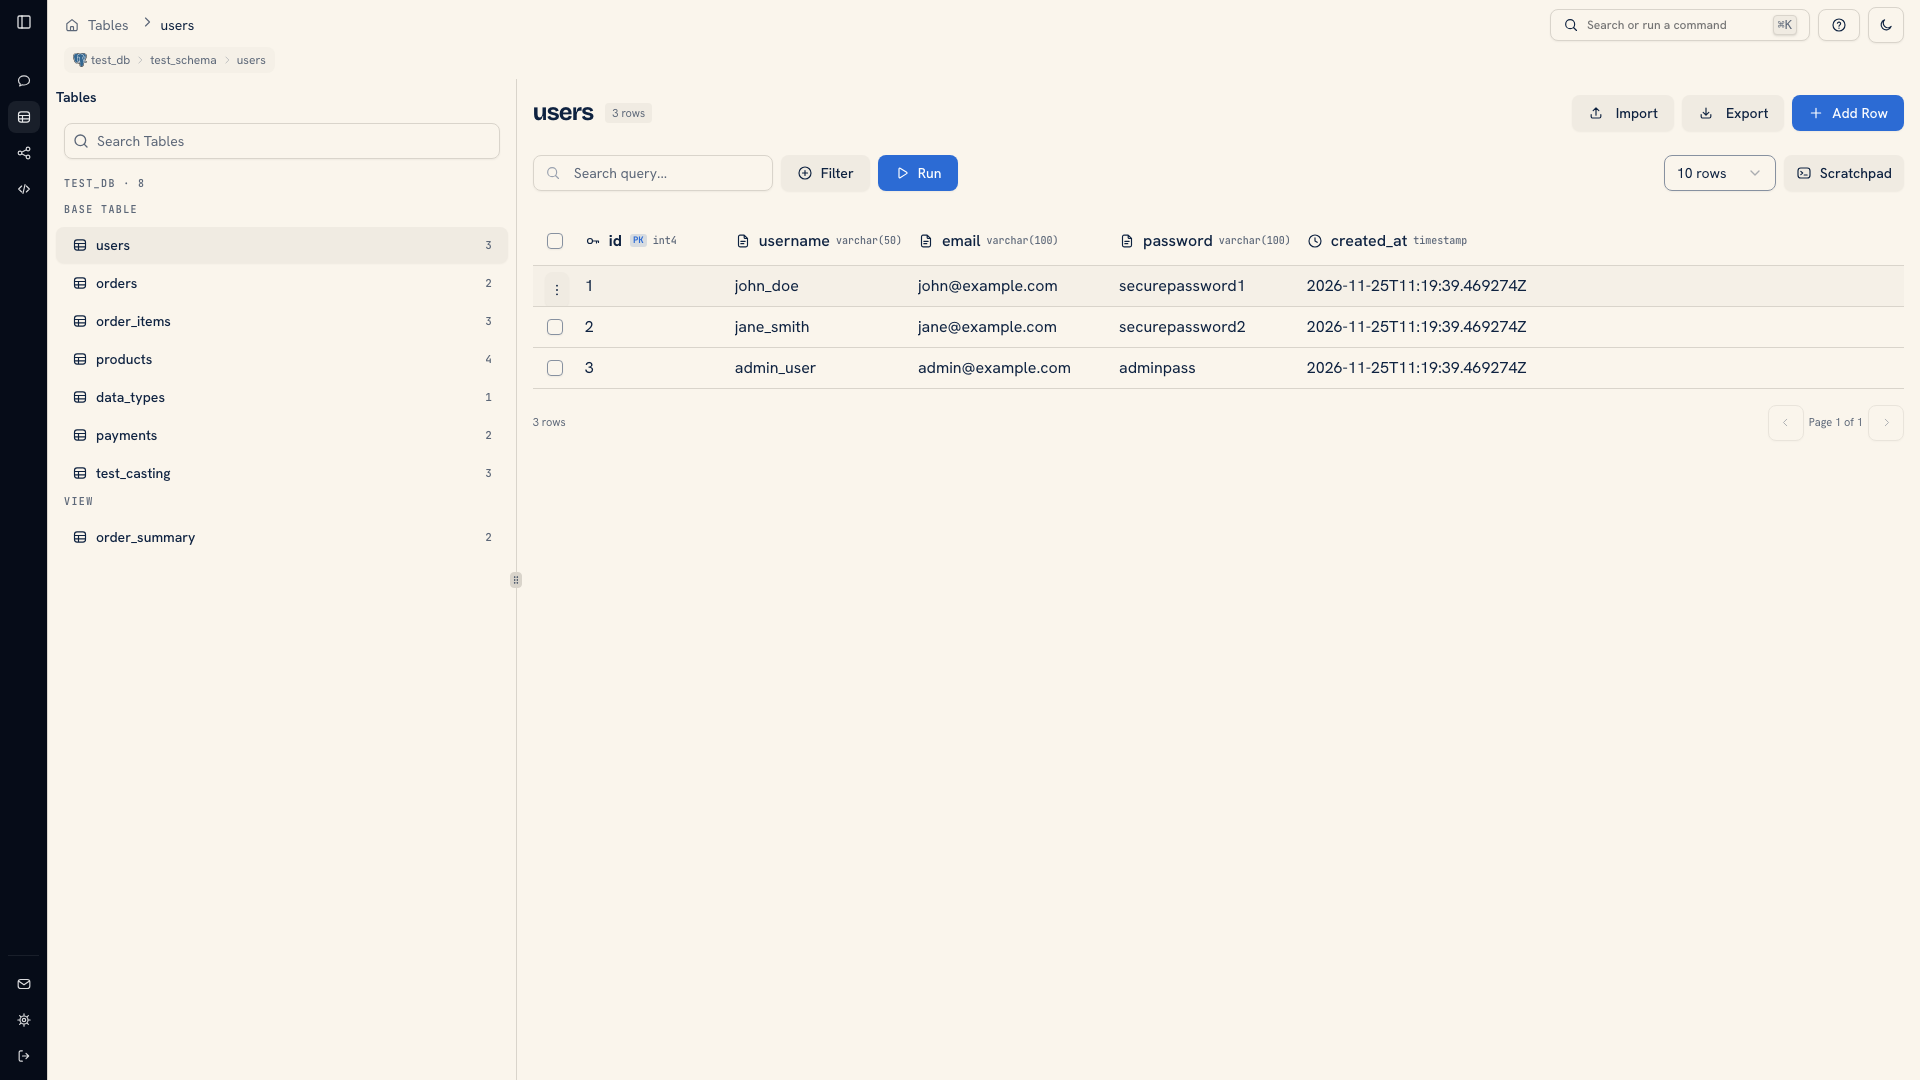 Tables users
Search or run a command ⌘K
test_db test_schema users
Tables
Search Tables
TEST_DB · 8
BASE TABLE
users 3
orders 2
order_items 3
products 4
data_types 1
payments 2
test_casting 3
VIEW
order_summary 2
users 3 rows
Import Export Add Row
Search query... Filter Run 10 rows Scratchpad
id PK int4 username varchar(50) email varchar(100) password varchar(100) created_at timestamp
1 john_doe john@example.com securepassword1 2026-11-25T11:19:39.469274Z
2 jane_smith jane@example.com securepassword2 2026-11-25T11:19:39.469274Z
3 admin_user admin@example.com adminpass 2026-11-25T11:19:39.469274Z
3 rows Page 1 of 1